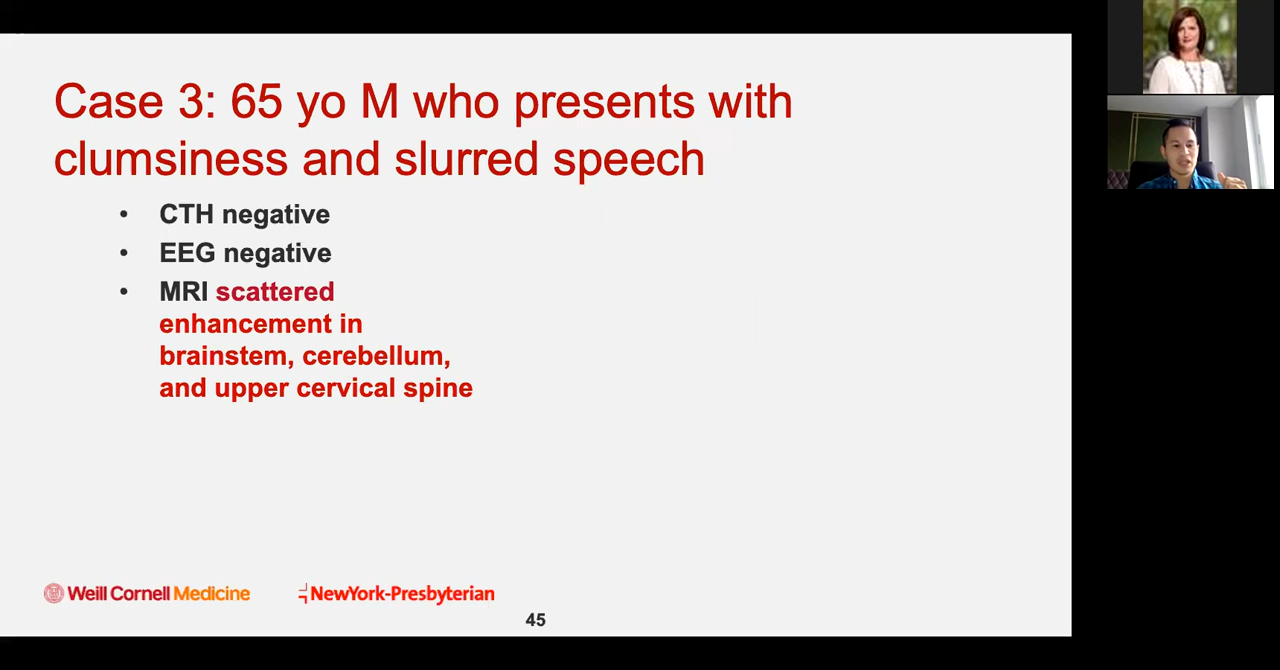 Case 3: 65 yo M who presents with
clumsiness and slurred speech
• CTH negative
• EEG negative
• MRI scattered
enhancement in
brainstem, cerebellum,
and upper cervical spine
Weill Cornell Medicine
NewYork-Presbyterian
45